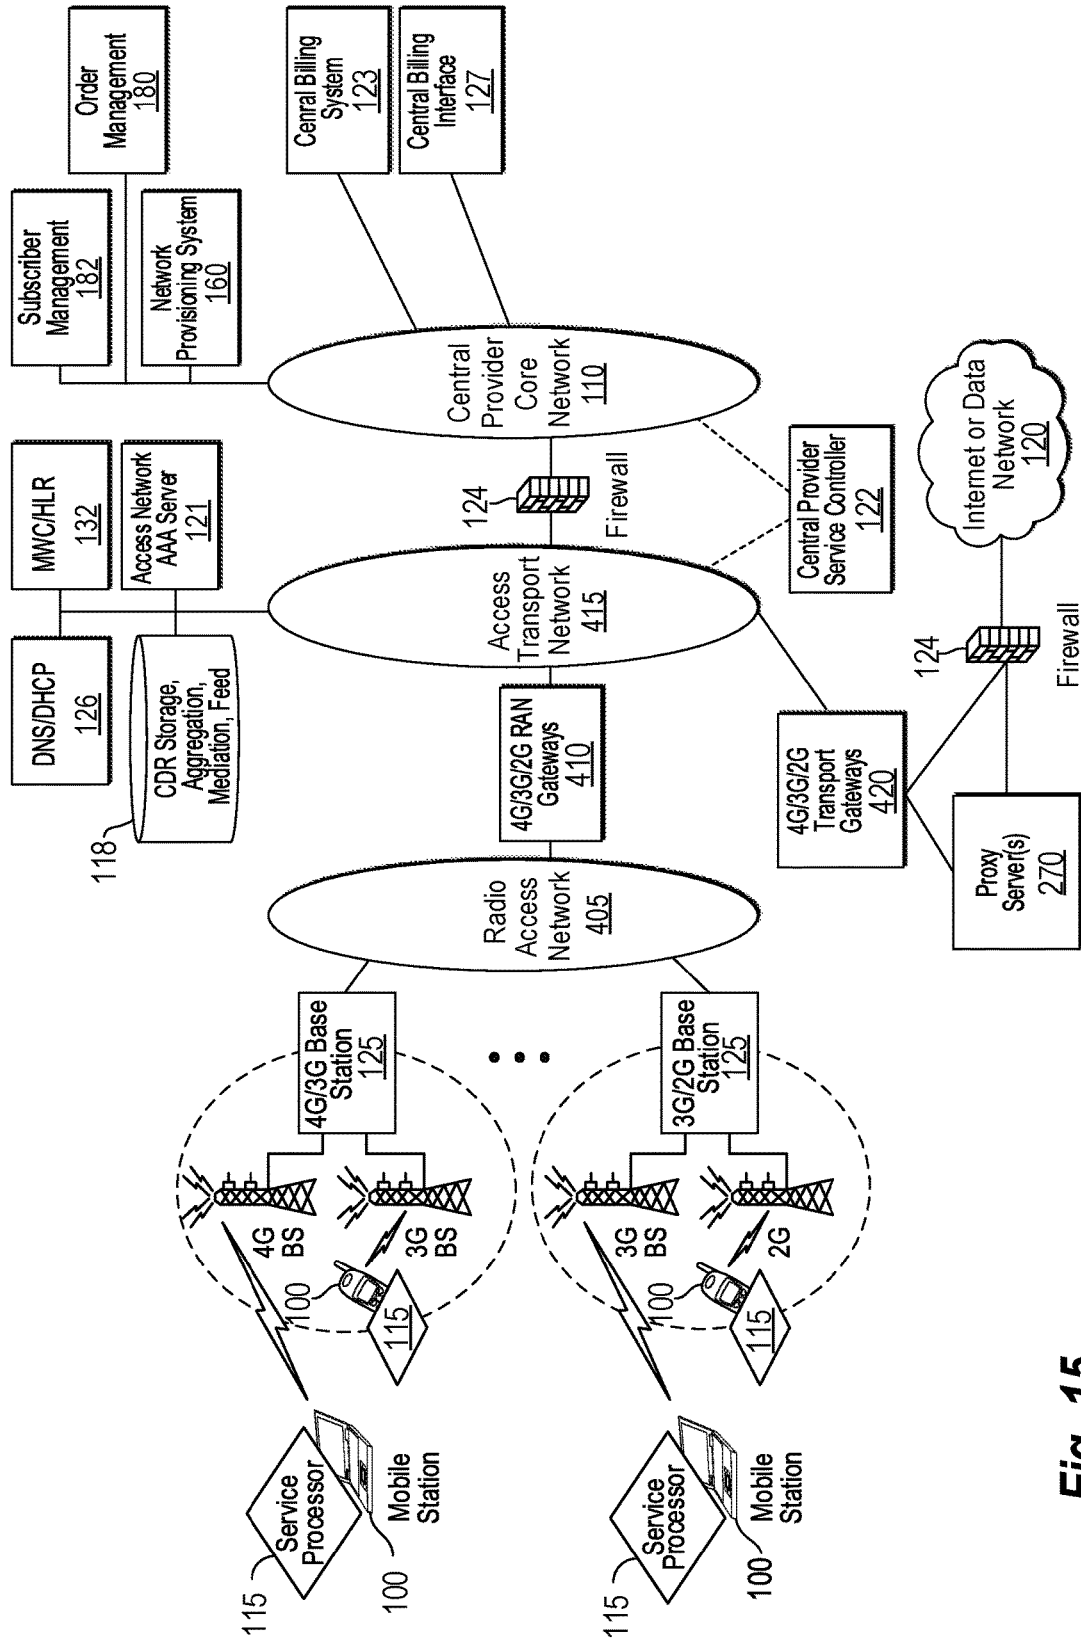 Subscriber
Management
182
Order
Management
180
Network
Provisioning System
160
Cenral Billing
System
123
Central Billing
Interface
127
DNS/DHCP
126
MWC/HLR
132
Access Network
AAA Server
121
118
CDR Storage,
Aggregation,
Mediation, Feed
115
Service
Processor
100
Mobile
Station
4G
BS
3G
BS
100
115
4G/3G Base
Station
125
Radio
Access
Network
405
4G/3G/2G RAN
Gateways
410
Access
Transport
Network
415
124
Firewall
Central
Provider
Core
Network
110
115
Service
Processor
100
Mobile
Station
3G
BS
2G
100
115
3G/2G Base
Station
125
Central Provider
Service Controller
122
4G/3G/2G
Transport
Gateways
420
Proxy
Server(s)
270
124
Firewall
Internet or Data
Network
120
Fig. 15